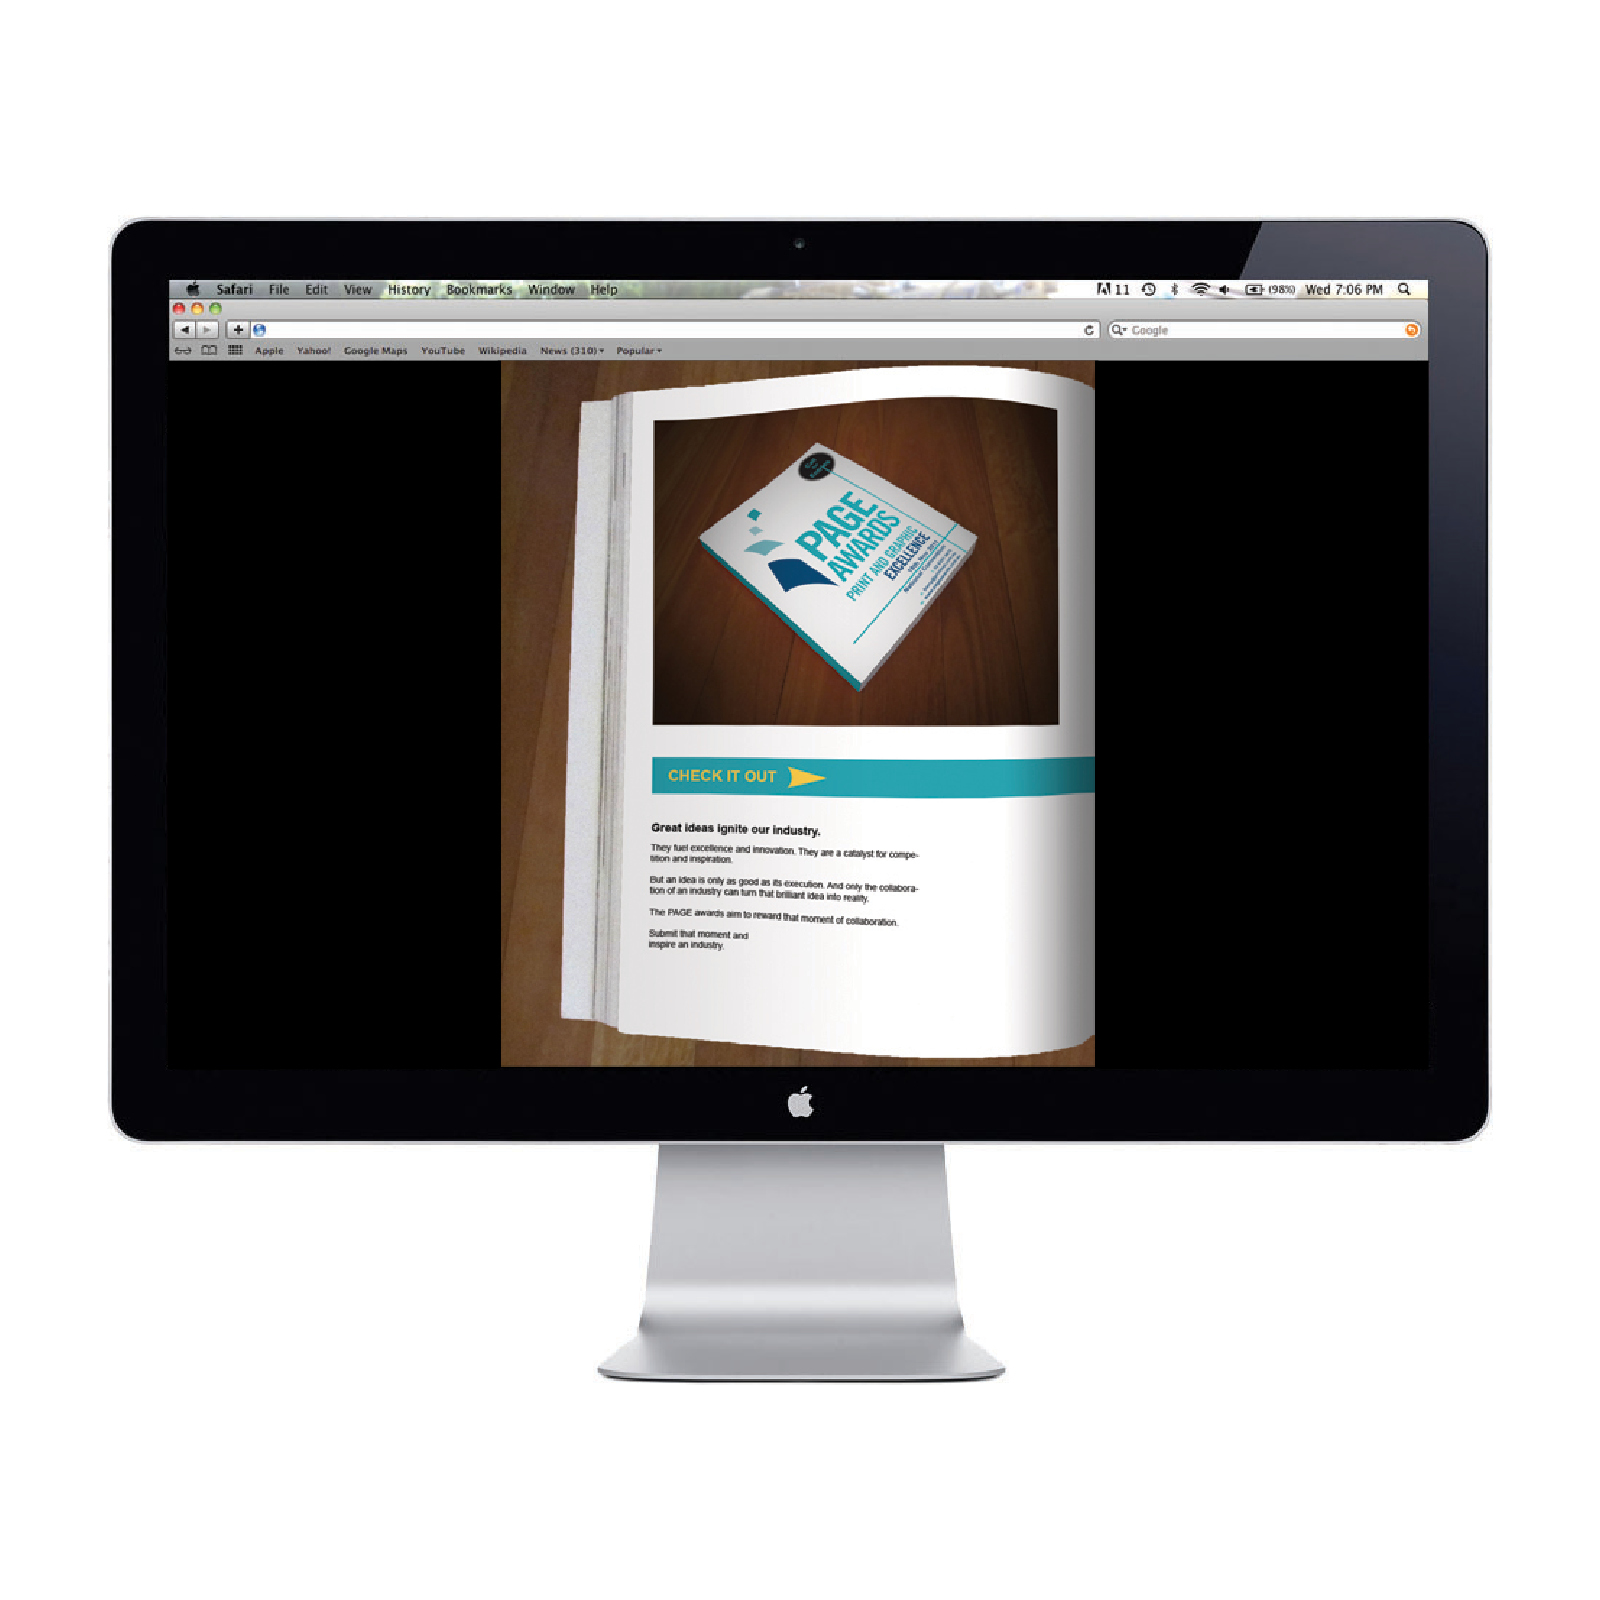 Safari File Edit View History Bookmarks Window Help
11 (98%) Wed 7:06 PM
Google
Apple Yahoo! Google Maps YouTube Wikipedia News (310) Popular
PAGE
AWARDS
PRINT AND GRAPHIC
EXCELLENCE
CHECK IT OUT
Great ideas ignite our industry.
They fuel excellence and innovation. They are a catalyst for compe-
tition and inspiration.
But an idea is only as good as its execution. And only the collabora-
tion of an industry can turn that brilliant idea into reality.
The PAGE awards aim to reward that moment of collaboration.
Submit that moment and
inspire an industry.